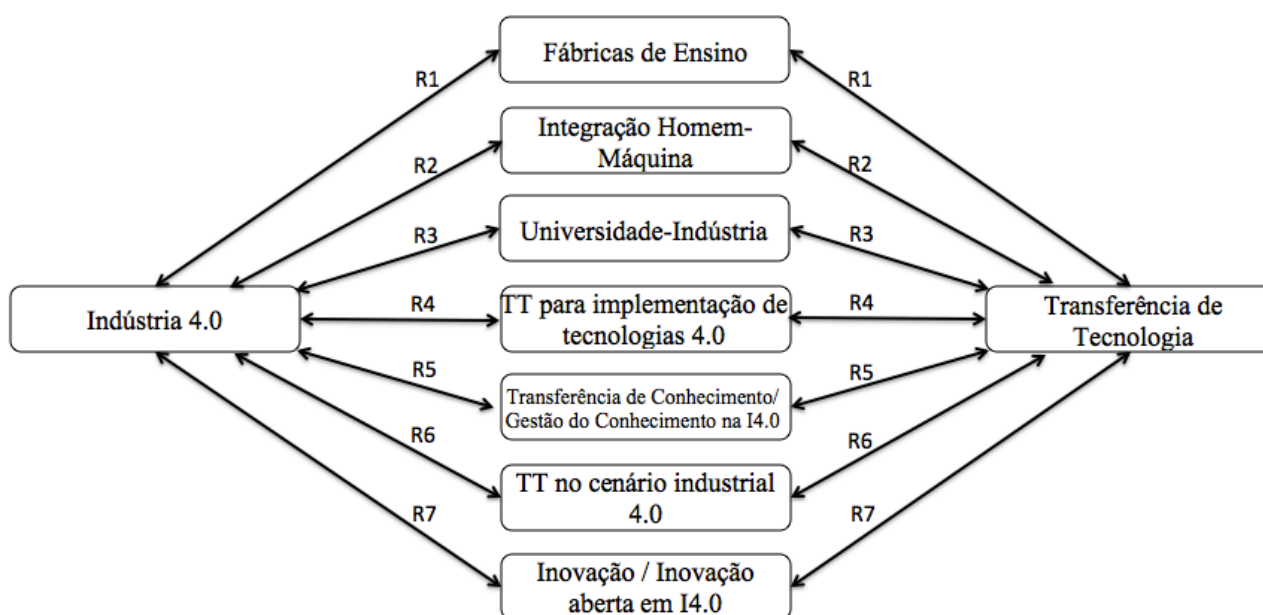 Fábricas de Ensino
R1
R1
Integração Homem-
Máquina
R2
R2
Universidade-Indústria
R3
R3
Indústria 4.0
R4
TT para implementação de
tecnologias 4.0
R4
Transferência de
Tecnologia
R5
Transferência de Conhecimento/
Gestão do Conhecimento na I4.0
R5
R6
TT no cenário industrial
4.0
R6
R7
Inovação / Inovação
aberta em I4.0
R7